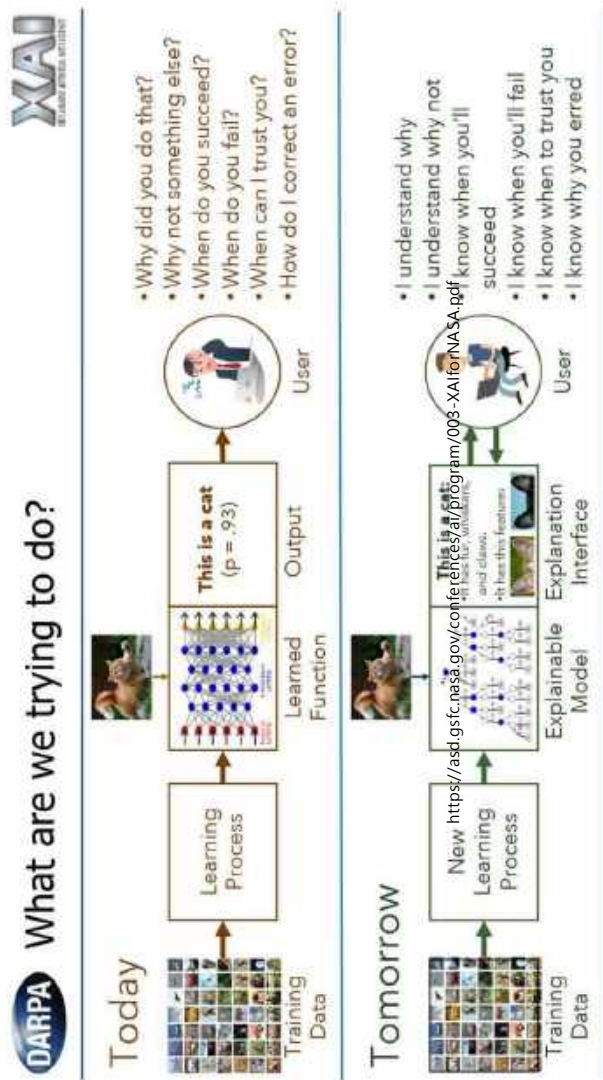 DARPA
What are we trying to do?
XAI
Today
Training
Data
Learning
Process
Learned
Function
This is a cat
(p = .93)
Output
User
• Why did you do that?
• Why not something else?
• When do you succeed?
• When do you fail?
• When can I trust you?
• How do I correct an error?
Tomorrow
Training
Data
New
Learning
Process
Explainable
Model
This is a cat:
•It has fur, whiskers,
and claws.
•It has this feature:
Explanation
Interface
User
• I understand why
• I understand why not
• I know when you'll
succeed
• I know when you'll fail
• I know when to trust you
• I know why you erred
https://asd.gsfc.nasa.gov/conferences/ai/program/003-XAIforNASA.pdf